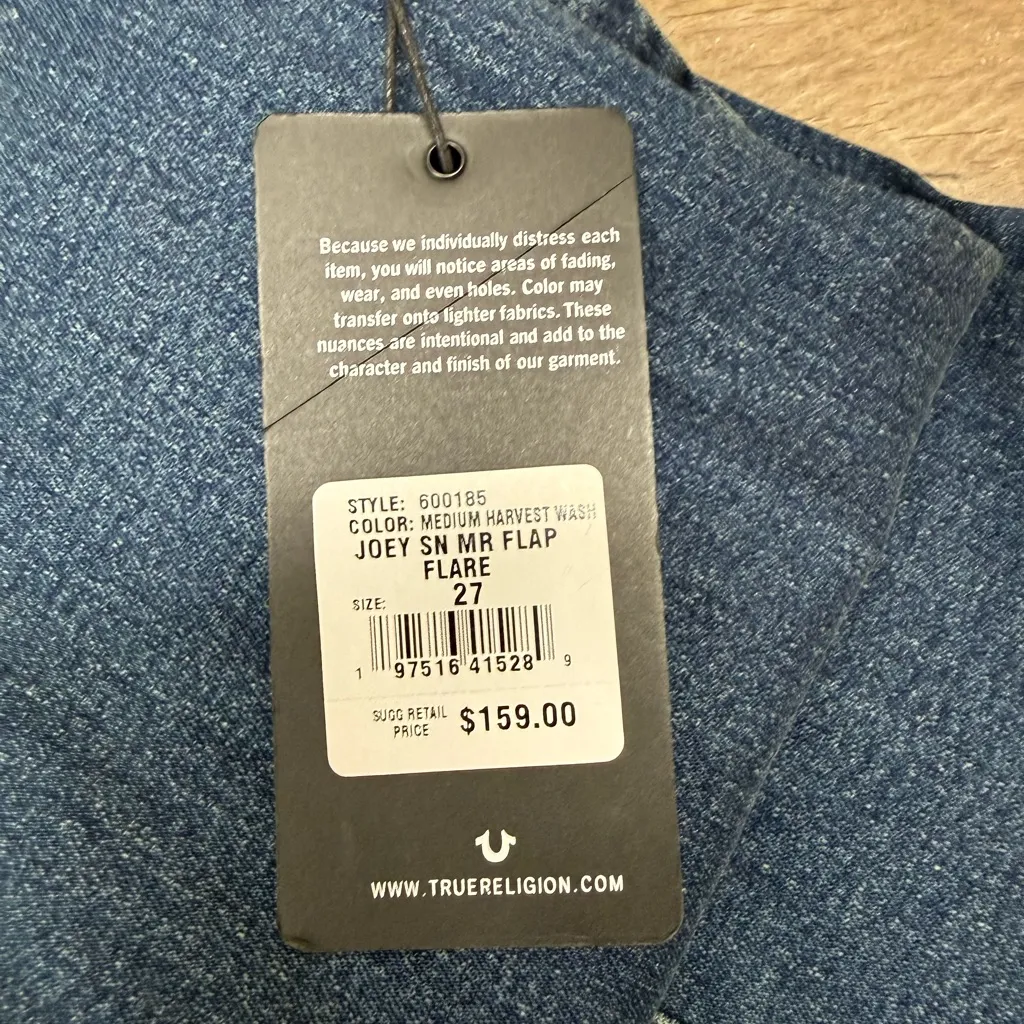 Because we individually distress each
item, you will notice areas of fading,
wear, and even holes. Color may
transfer onto lighter fabrics. These
nuances are intentional and add to the
character and finish of our garment.
STYLE: 600185
COLOR: MEDIUM HARVEST WASH
JOEY SN MR FLAP
FLARE
SIZE: 27
1 97516 41528 9
SUGG RETAIL
PRICE $159.00
WWW.TRUERELIGION.COM